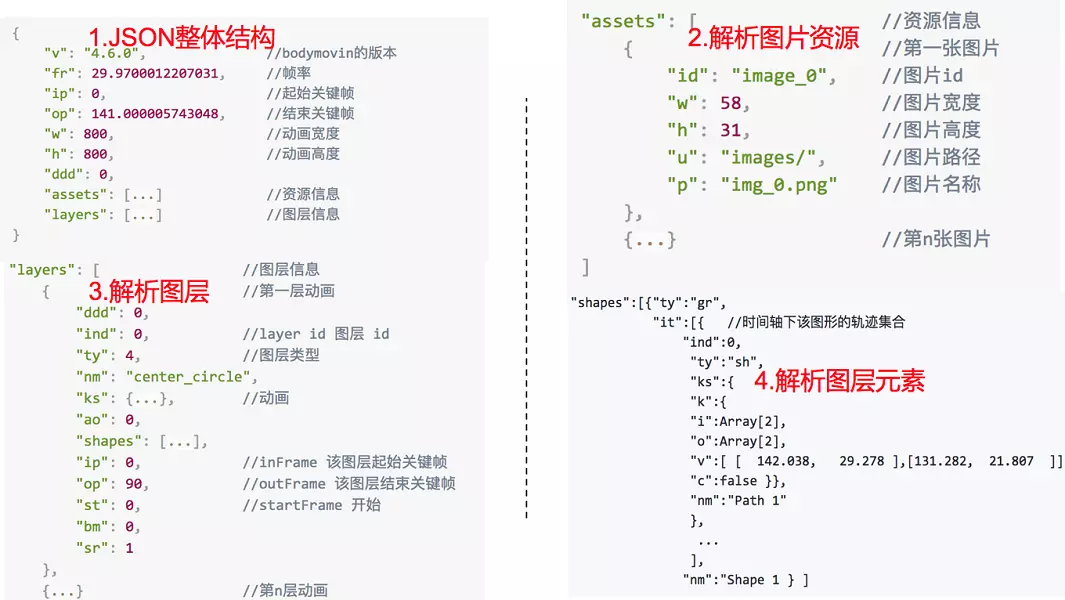 1.JSON整体结构
{
"v": "4.6.0", //bodymovin的版本
"fr": 29.9700012207031, //帧率
"ip": 0, //起始关键帧
"op": 141.000005743048, //结束关键帧
"w": 800, //动画宽度
"h": 800, //动画高度
"ddd": 0,
"assets": [...] //资源信息
"layers": [...] //图层信息
}
2.解析图片资源
"assets": [ //资源信息
{ //第一张图片
"id": "image_0", //图片id
"w": 58, //图片宽度
"h": 31, //图片高度
"u": "images/", //图片路径
"p": "img_0.png" //图片名称
},
{...} //第n张图片
]
3.解析图层
"layers": [ //图层信息
{ //第一层动画
"ddd": 0,
"ind": 0, //layer id 图层 id
"ty": 4, //图层类型
"nm": "center_circle",
"ks": {...}, //动画
"ao": 0,
"shapes": [...],
"ip": 0, //inFrame 该图层起始关键帧
"op": 90, //outFrame 该图层结束关键帧
"st": 0, //startFrame 开始
"bm": 0,
"sr": 1
},
{...} //第n层动画
4.解析图层元素
"shapes":[{"ty":"gr",
"it":[{ //时间轴下该图形的轨迹集合
"ind":0,
"ty":"sh",
"ks":{
"k":{
"i":Array[2],
"o":Array[2],
"v":[ [ 142.038, 29.278 ],[131.282, 21.807 ]]
"c":false }},
"nm":"Path 1"
},
...
],
"nm":"Shape 1 } ]